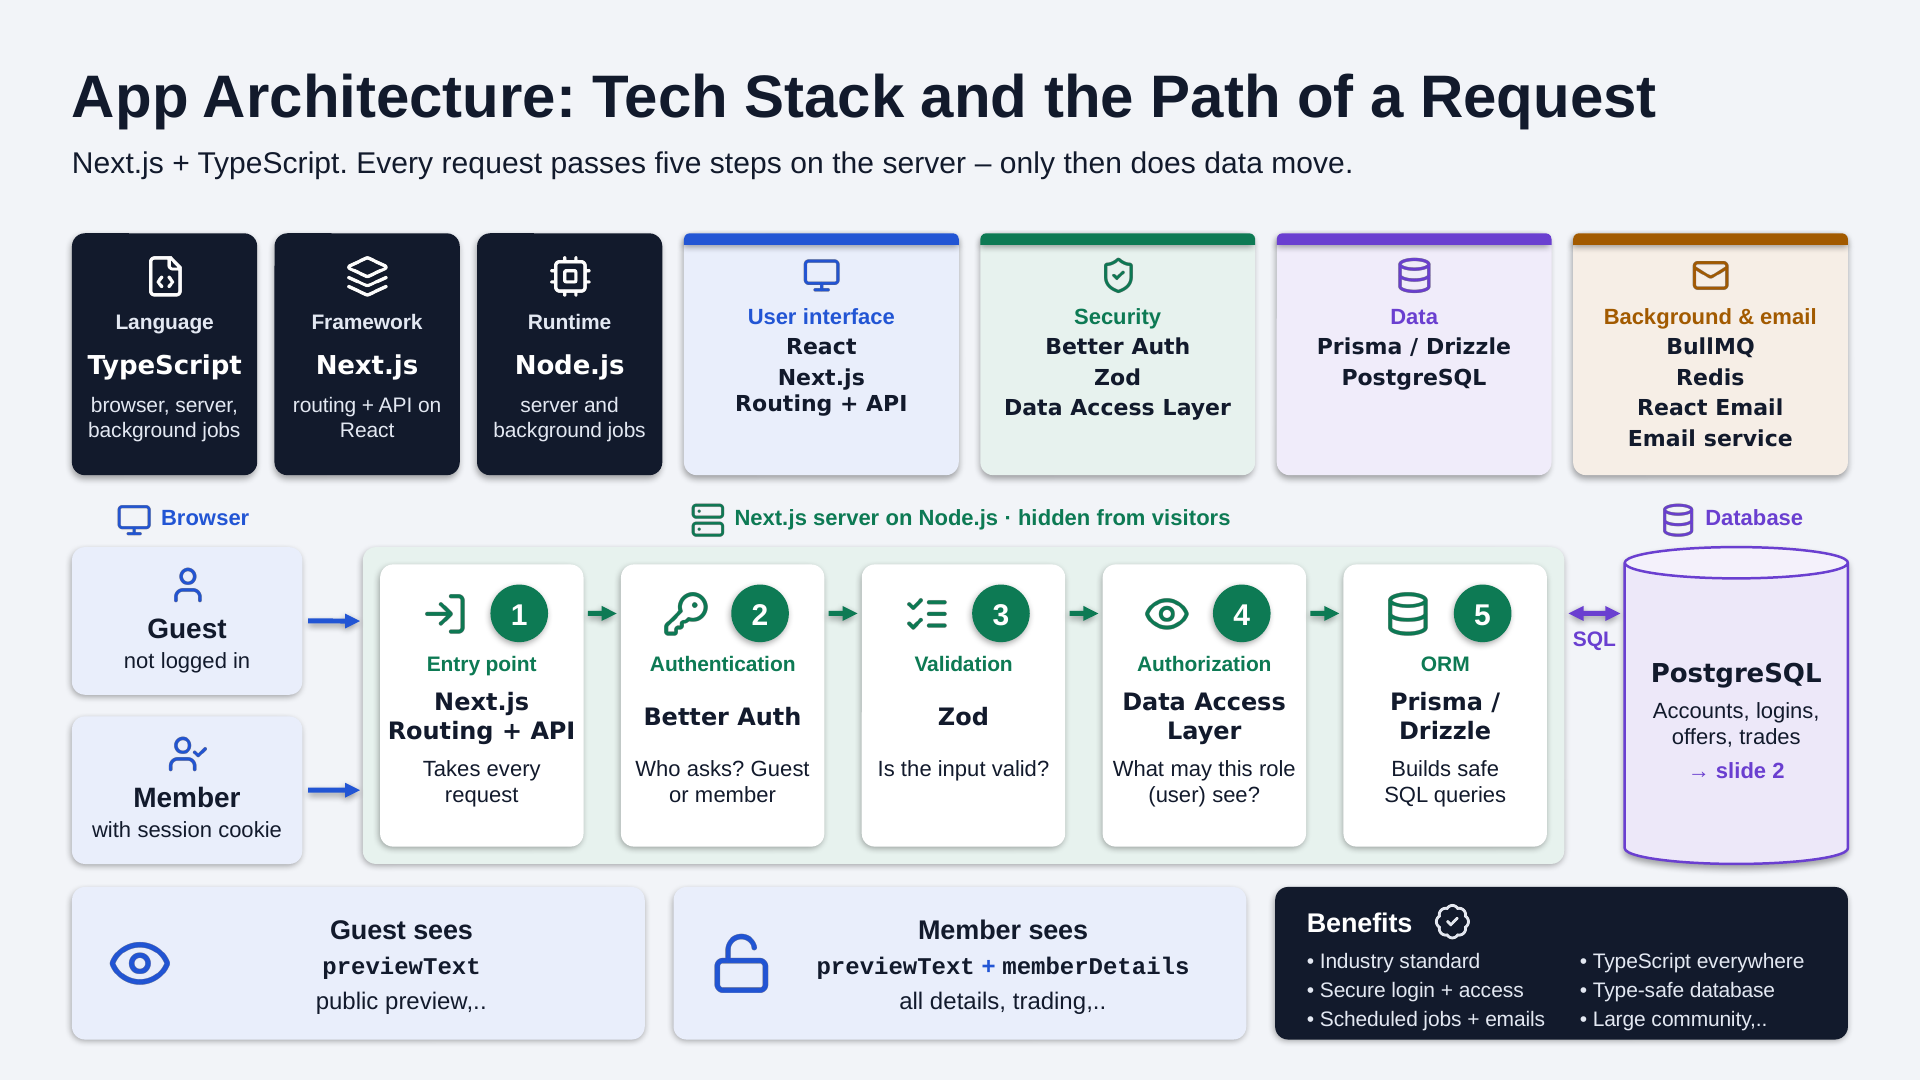 App Architecture: Tech Stack and the Path of a Request
Next.js + TypeScript. Every request passes five steps on the server – only then does data move.
Language
TypeScript
browser, server,
background jobs
Framework
Next.js
routing + API on
React
Runtime
Node.js
server and
background jobs
User interface
React
Next.js
Routing + API
Security
Better Auth
Zod
Data Access Layer
Data
Prisma / Drizzle
PostgreSQL
Background & email
BullMQ
Redis
React Email
Email service
Browser
Next.js server on Node.js · hidden from visitors
Database
Guest
not logged in
Member
with session cookie
1
Entry point
Next.js
Routing + API
Takes every
request
2
Authentication
Better Auth
Who asks? Guest
or member
3
Validation
Zod
Is the input valid?
4
Authorization
Data Access
Layer
What may this role
(user) see?
5
ORM
Prisma /
Drizzle
Builds safe
SQL queries
SQL
PostgreSQL
Accounts, logins,
offers, trades
→ slide 2
Guest sees
previewText
public preview,..
Member sees
previewText + memberDetails
all details, trading,..
Benefits
• Industry standard
• Secure login + access
• Scheduled jobs + emails
• TypeScript everywhere
• Type-safe database
• Large community,..